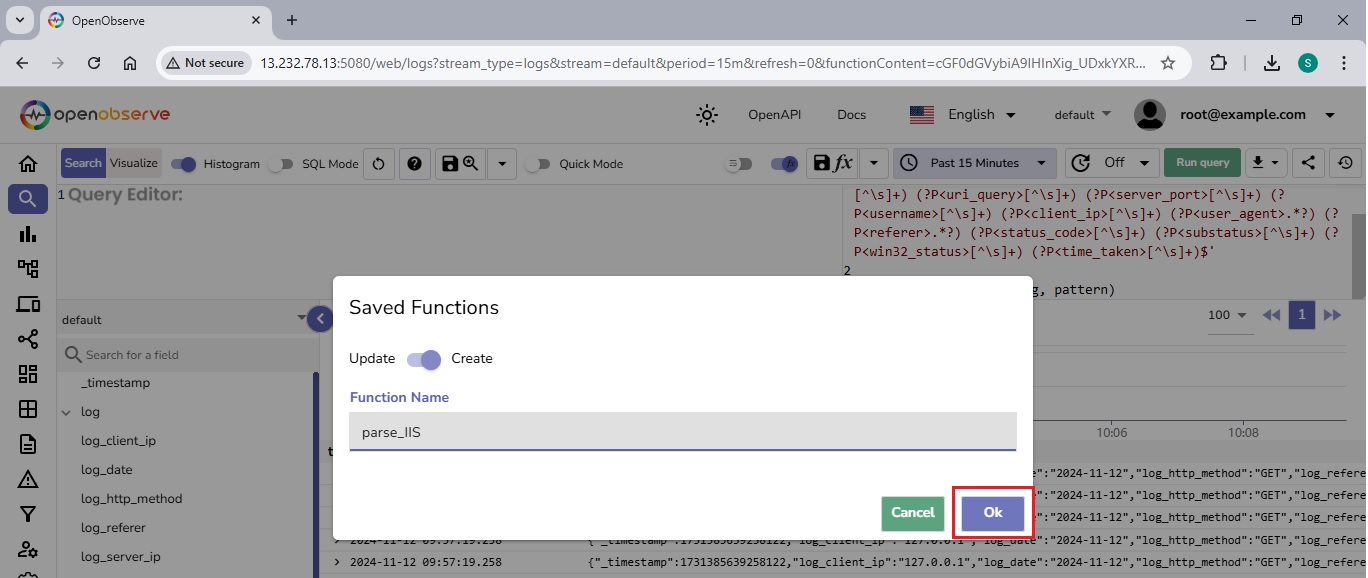 OpenObserve
Not secure
13.232.78.13:5080/web/logs?stream_type=logs&stream=default&period=15m&refresh=0&functionContent=cGF0dGVybiA9IHInXig_UDxkYXR...
S
openobserve
OpenAPI
Docs
English
default
root@example.com
Search
Visualize
Histogram
SQL Mode
Quick Mode
fx
Past 15 Minutes
Off
Run query
1 Query Editor:
[^\s]+) (?P<uri_query>[^\s]+) (?P<server_port>[^\s]+) (?
P<username>[^\s]+) (?P<client_ip>[^\s]+) (?P<user_agent>.*?) (?
P<referer>.*?) (?P<status_code>[^\s]+) (?P<substatus>[^\s]+) (?
P<win32_status>[^\s]+) (?P<time_taken>[^\s]+)$'
2
g, pattern)
default
100
1
Search for a field
_timestamp
log
log_client_ip
log_date
log_http_method
log_referer
log_server_ip
Saved Functions
Update
Create
Function Name
parse_IIS
Cancel
Ok
10:06
10:08
":"2024-11-12","log_http_method":"GET","log_refere
":"2024-11-12","log_http_method":"GET","log_refere
":"2024-11-12","log_http_method":"GET","log_refere
2024-11-12 09:57:19.258 {"_timestamp":1731385639258122,"log_client_ip":"127.0.0.1","log_date":"2024-11-12","log_http_method":"GET","log_refere
2024-11-12 09:57:19.258 {"_timestamp":1731385639258122,"log_client_ip":"127.0.0.1","log_date":"2024-11-12","log_http_method":"GET","log_refere